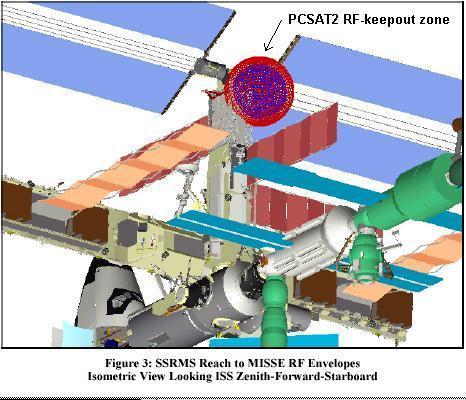 PCSAT2 RF-keepout zone
Figure 3: SSRMS Reach to MISSE RF Envelopes
Isometric View Looking ISS Zenith-Forward-Starboard